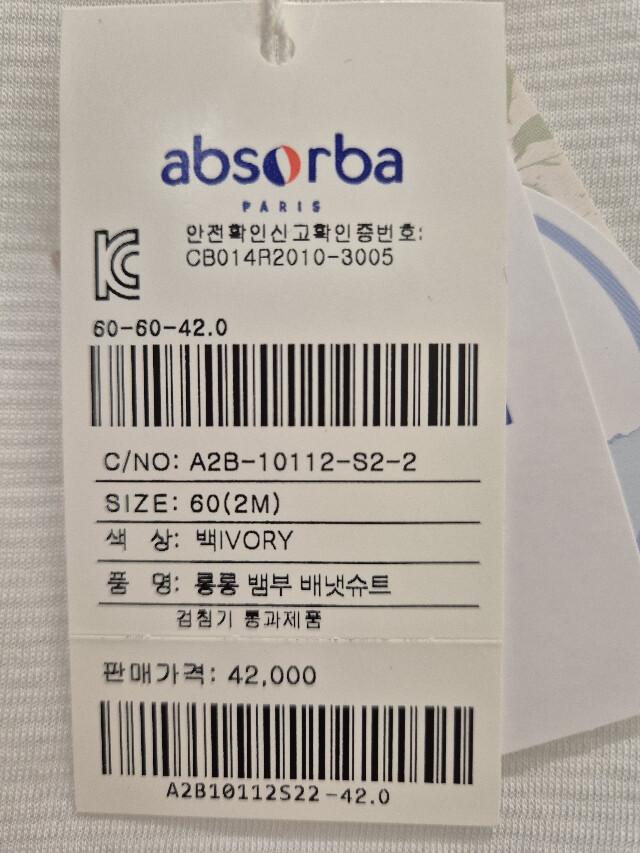 absorba
PARIS
안전확인신고확인증번호:
CB014R2010-3005
60-60-42.0
C/NO: A2B-10112-S2-2
SIZE: 60(2M)
색 상: 백IVORY
품 명: 롱롱 뱀부 배냇슈트
검침기 통과제품
판매가격: 42,000
A2B10112S22-42.0